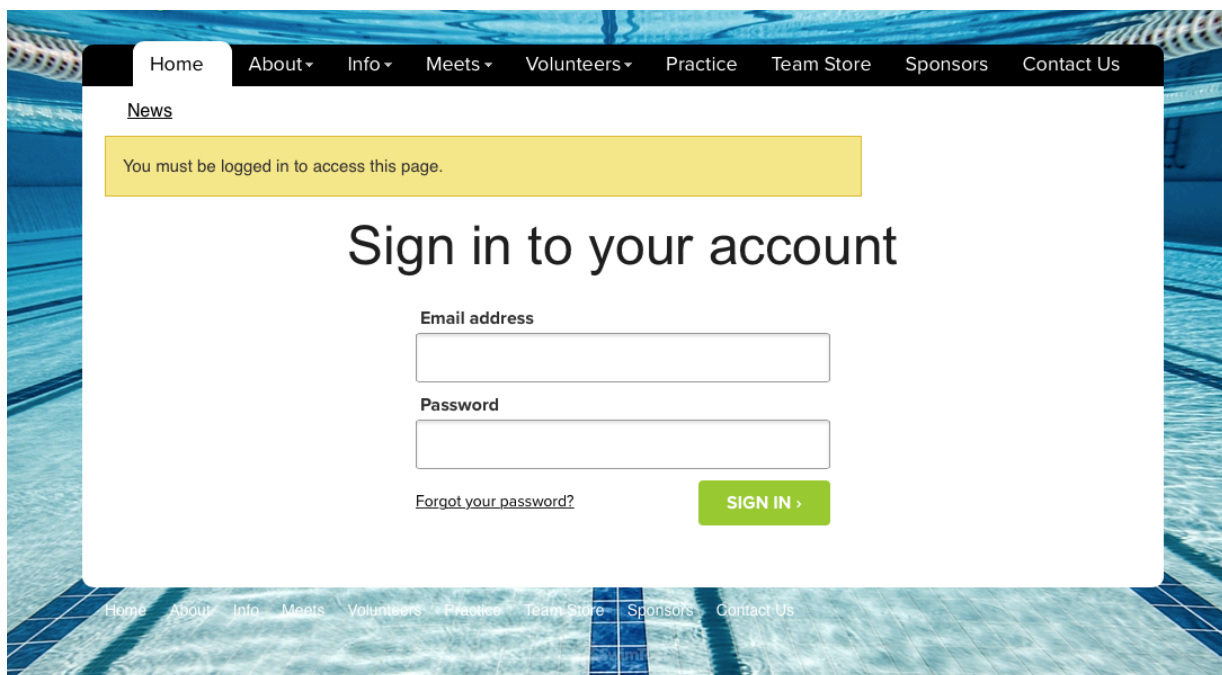 Home About Info Meets Volunteers Practice Team Store Sponsors Contact Us
News
You must be logged in to access this page.
Sign in to your account
Email address
Password
Forgot your password? SIGN IN ›
Home About Info Meets Volunteers Practice Team Store Sponsors Contact Us